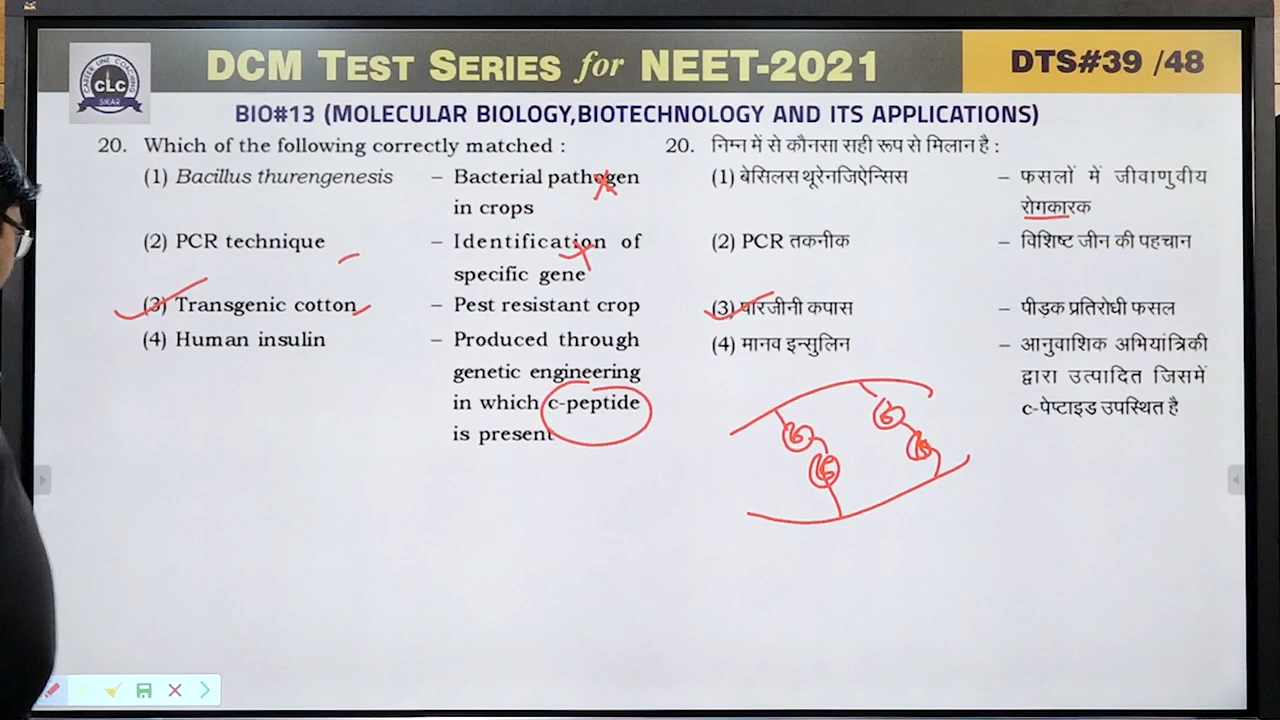 DCM TEST SERIES for NEET-2021
DTS#39 /48
CAREER LINE COACHING
CLC
SIKAR
BIO#13 (MOLECULAR BIOLOGY,BIOTECHNOLOGY AND ITS APPLICATIONS)
20. Which of the following correctly matched :
(1) Bacillus thurengenesis – Bacterial pathogen
in crops
(2) PCR technique – Identification of
specific gene
(3) Transgenic cotton – Pest resistant crop
(4) Human insulin – Produced through
genetic engineering
in which c-peptide
is present
20. निम्न में से कौनसा सही रूप से मिलान है :
(1) बेसिलस थूरेनजिऐन्सिस – फसलों में जीवाणुवीय
रोगकारक
(2) PCR तकनीक – विशिष्ट जीन की पहचान
(3) पारजीनी कपास – पीड़क प्रतिरोधी फसल
(4) मानव इन्सुलिन – आनुवाशिक अभियांत्रिकी
द्वारा उत्पादित जिसमें
c-पेप्टाइड उपस्थित है